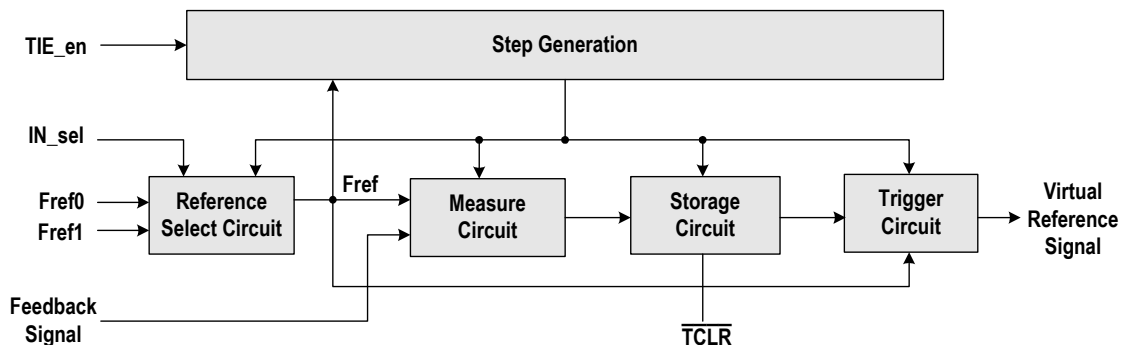 TIE_en
Step Generation
IN_sel
Fref0
Fref1
Reference
Select Circuit
Fref
Measure
Circuit
Storage
Circuit
Trigger
Circuit
Virtual
Reference
Signal
Feedback
Signal
TCLR